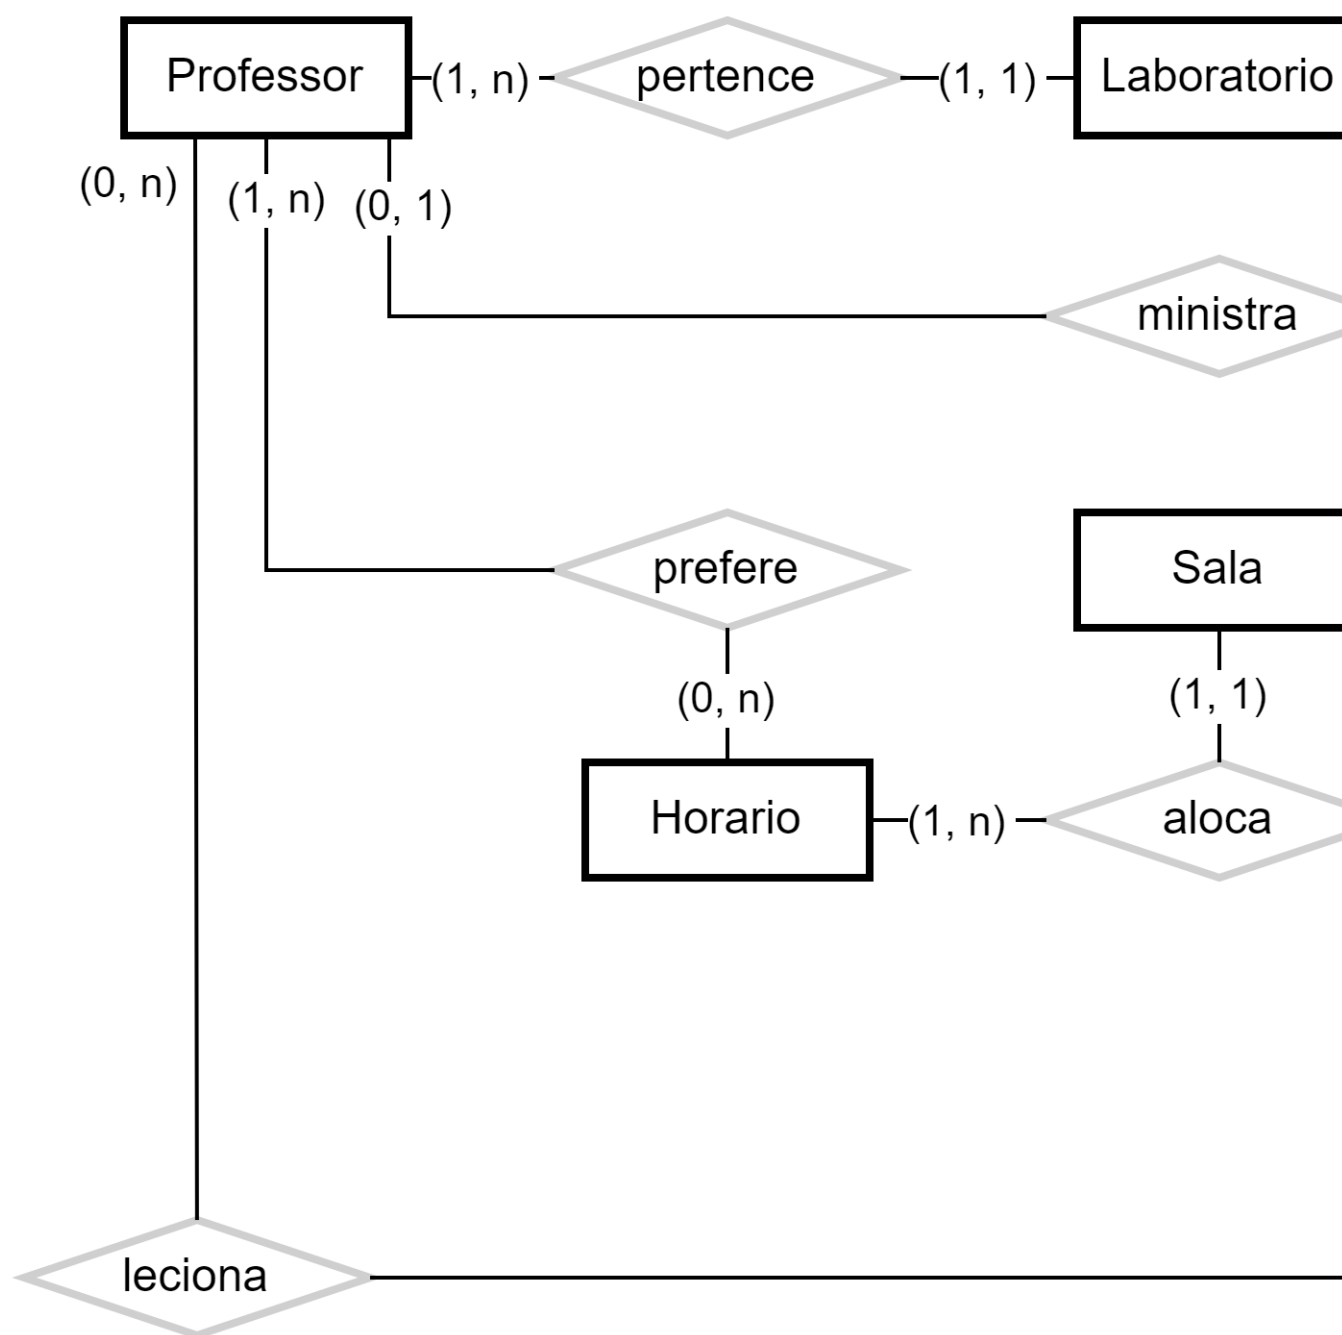 Professor
(1, n)
pertence
(1, 1)
Laboratorio
(0, n)
(1, n)
(0, 1)
ministra
prefere
Sala
(0, n)
(1, 1)
Horario
(1, n)
aloca
leciona